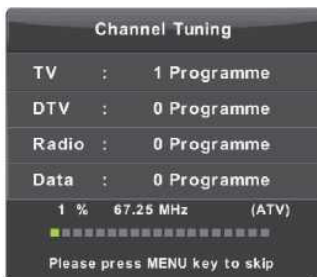 Channel Tuning
TV : 1 Programme
DTV : 0 Programme
Radio : 0 Programme
Data : 0 Programme
1 % 67.25 MHz (ATV)
Please press MENU key to skip